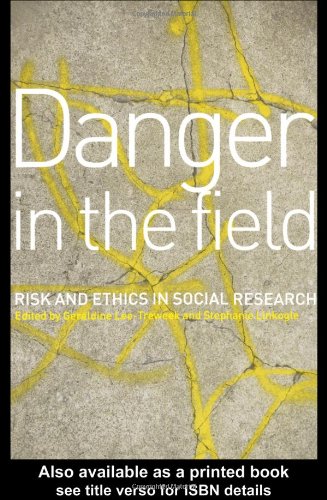 Danger
in the field
RISK AND ETHICS IN SOCIAL RESEARCH
Edited by Geraldine Lee-Treweek and Stephanie Linkogle
Also available as a printed book
see title verso for ISBN details